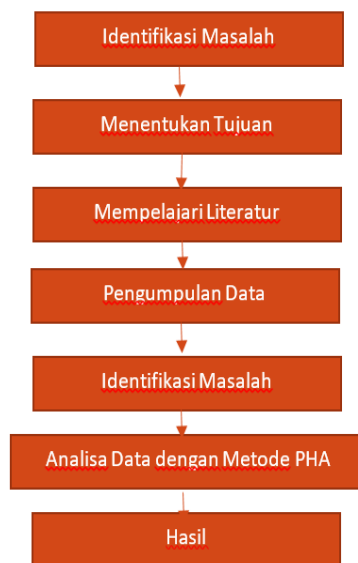 Identifikasi Masalah
Menentukan Tujuan
Mempelajari Literatur
Pengumpulan Data
Identifikasi Masalah
Analisa Data dengan Metode PHA
Hasil